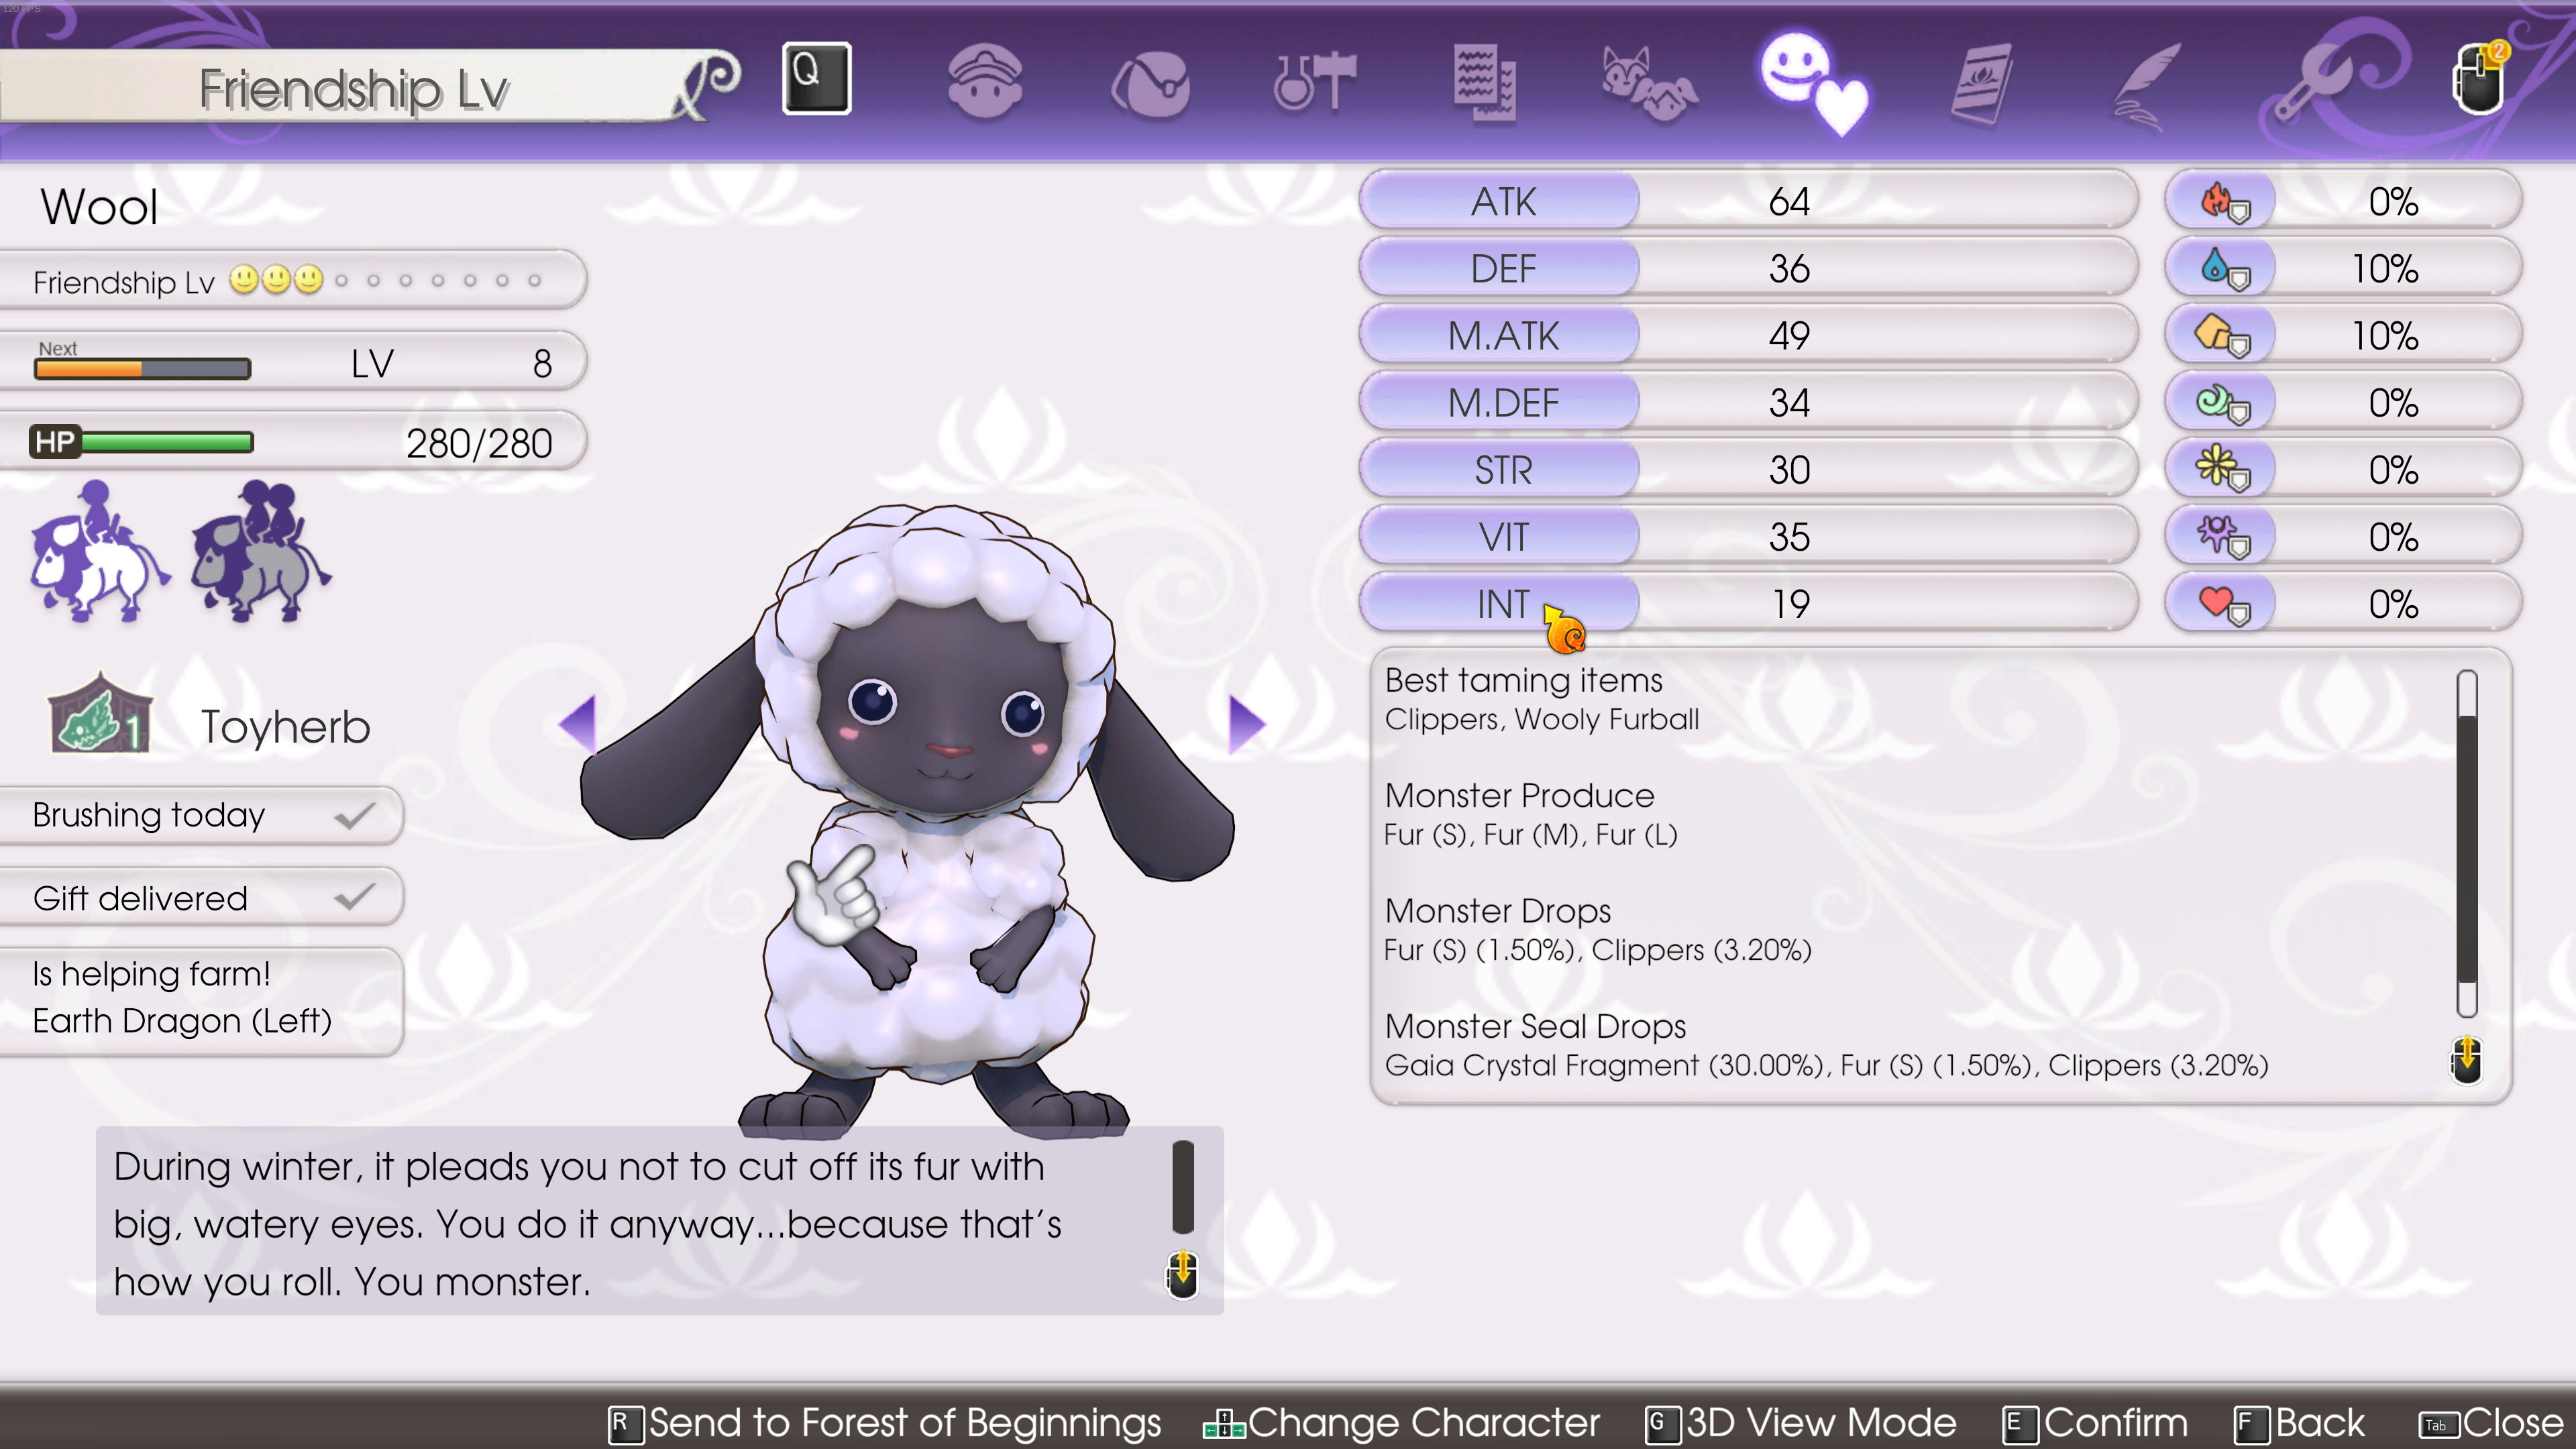 120 FPS
Friendship Lv
Q
2
Wool
Friendship Lv
Next
LV 8
HP 280/280
1 Toyherb
Brushing today
Gift delivered
Is helping farm!
Earth Dragon (Left)
ATK 64 0%
DEF 36 10%
M.ATK 49 10%
M.DEF 34 0%
STR 30 0%
VIT 35 0%
INT 19 0%
Best taming items
Clippers, Wooly Furball
Monster Produce
Fur (S), Fur (M), Fur (L)
Monster Drops
Fur (S) (1.50%), Clippers (3.20%)
Monster Seal Drops
Gaia Crystal Fragment (30.00%), Fur (S) (1.50%), Clippers (3.20%)
During winter, it pleads you not to cut off its fur with
big, watery eyes. You do it anyway...because that's
how you roll. You monster.
R Send to Forest of Beginnings Change Character G 3D View Mode E Confirm F Back Tab Close